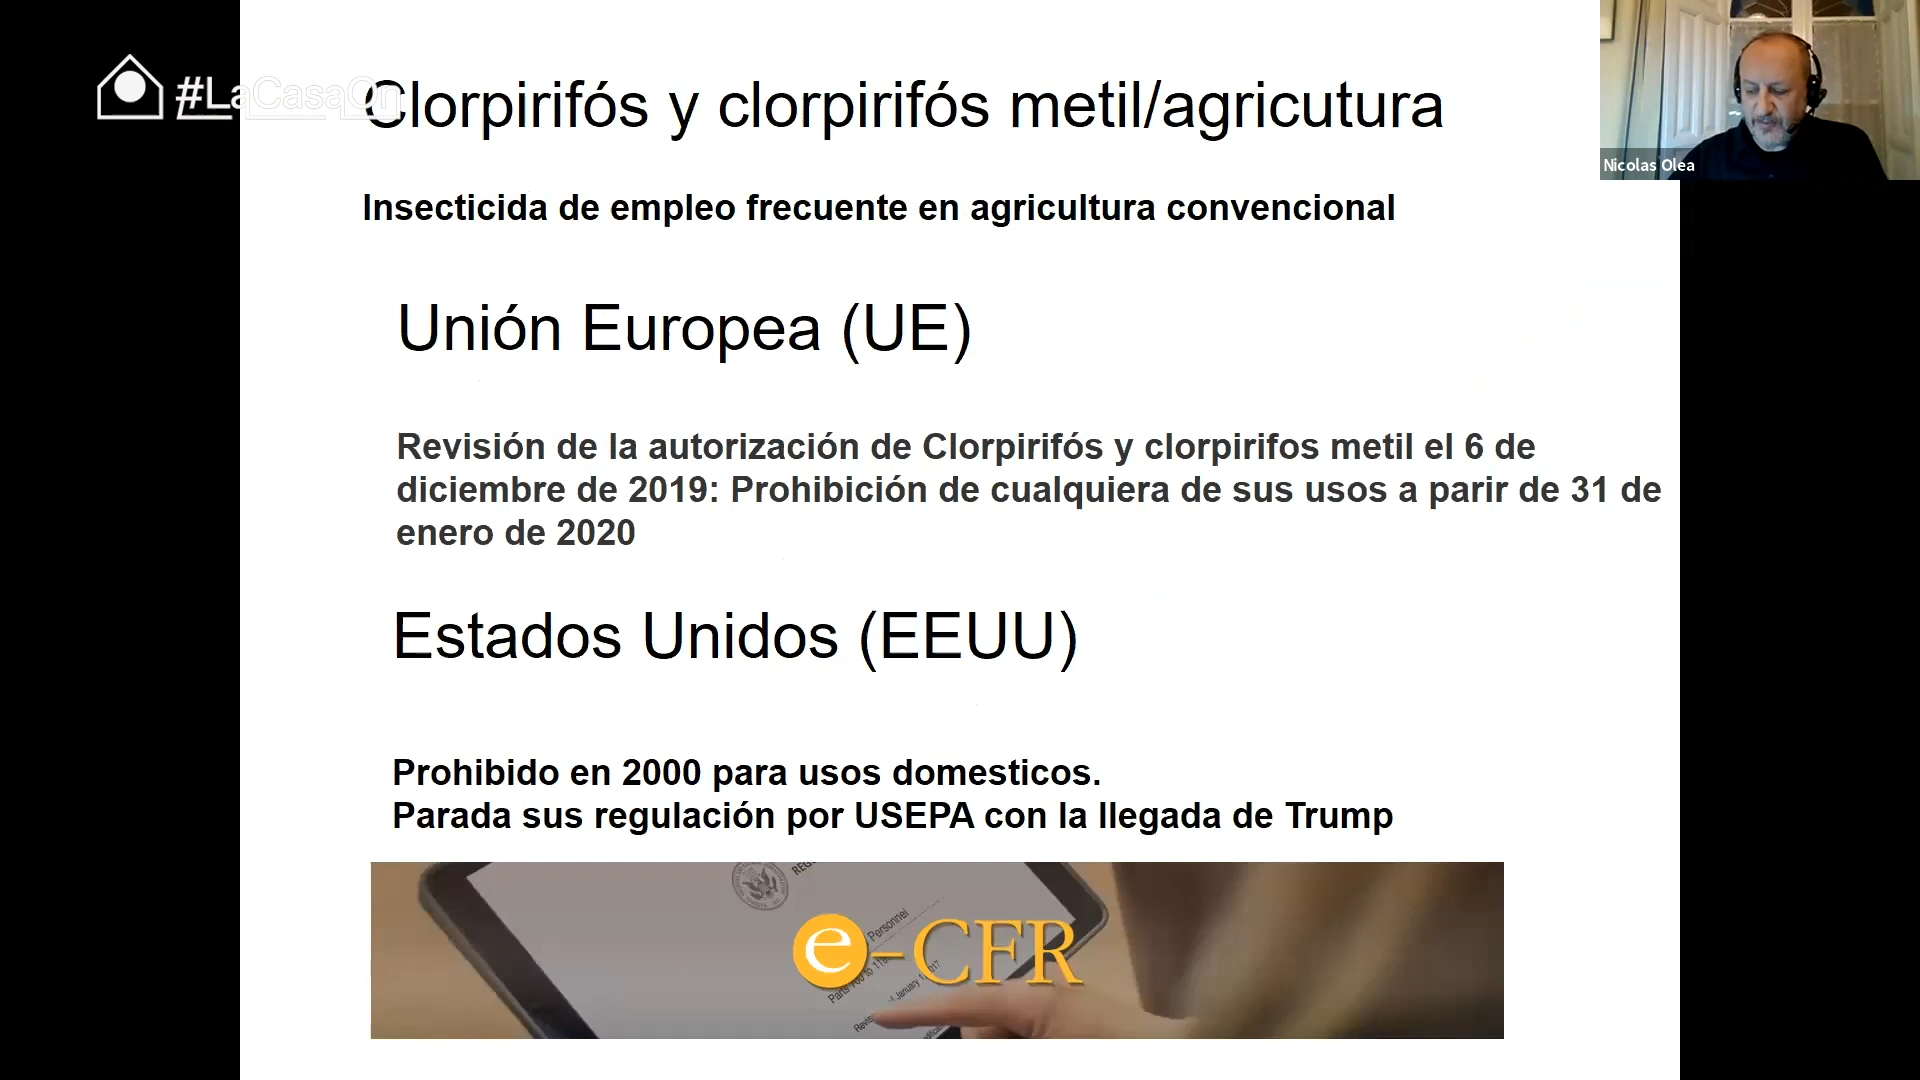 #LaCasaOn
Clorpirifós y clorpirifós metil/agricutura
Nicolas Olea
Insecticida de empleo frecuente en agricultura convencional
Unión Europea (UE)
Revisión de la autorización de Clorpirifós y clorpirifos metil el 6 de
diciembre de 2019: Prohibición de cualquiera de sus usos a parir de 31 de
enero de 2020
Estados Unidos (EEUU)
Prohibido en 2000 para usos domesticos.
Parada sus regulación por USEPA con la llegada de Trump
Personnel
e-CFR